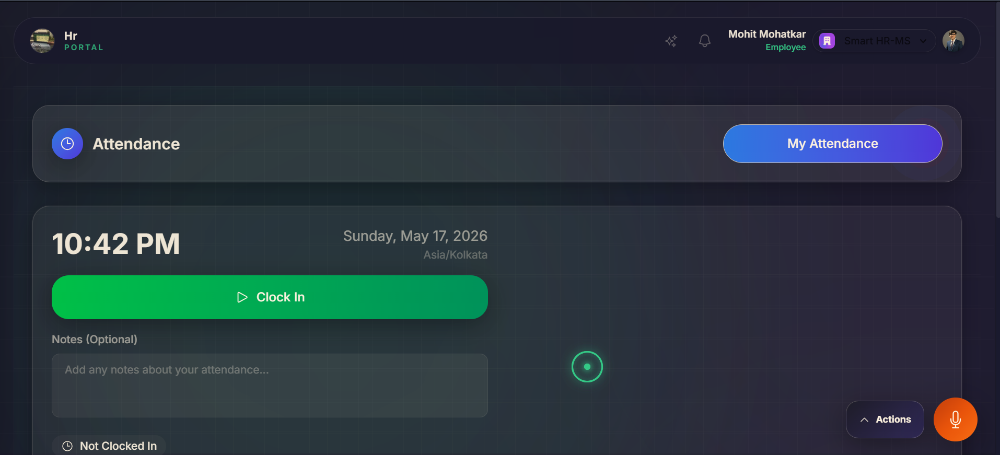 Hr
PORTAL
Mohit Mohatkar
Employee
Smart HR-MS
Attendance
My Attendance
10:42 PM
Sunday, May 17, 2026
Asia/Kolkata
Clock In
Notes (Optional)
Add any notes about your attendance...
Not Clocked In
Actions